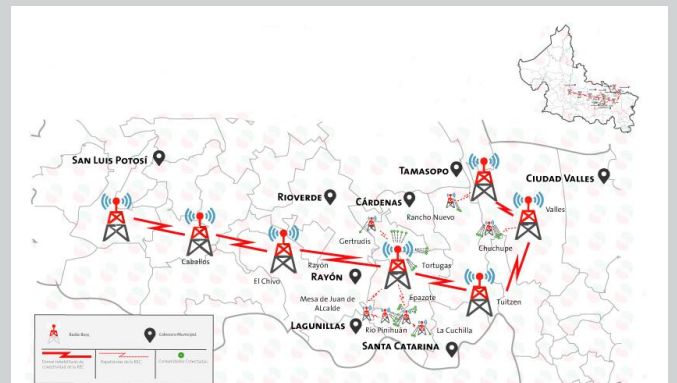 SAN LUIS POTOSÍ
TAMASOPO
CIUDAD VALLES
RIOVERDE
CÁRDENAS
Rancho Nuevo
Valles
Gertrudis
Chuchupe
Caballos
Rayón
Tortugas
El Chivo
RAYÓN
Mesa de Juan de
ALcalde
Epazote
Tuitzen
LAGUNILLAS
Rio Pinihuan
La Cuchilla
SANTA CATARINA
Radio Base
Cabecera Municipal